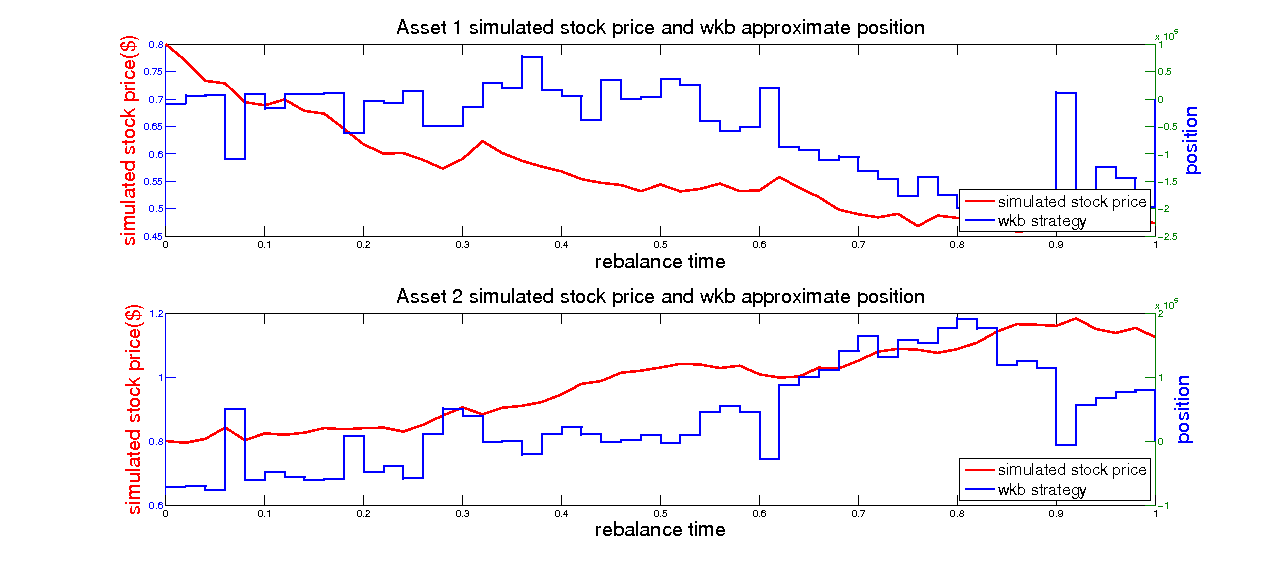 Asset 1 simulated stock price and wkb approximate position
simulated stock price($)
0.8
0.75
0.7
0.65
0.6
0.55
0.5
0.45
x 10
1
0.5
0
-0.5
-1
-1.5
-2
-2.5
position
simulated stock price
wkb strategy
0 0.1 0.2 0.3 0.4 0.5 0.6 0.7 0.8 0.9 1
rebalance time
Asset 2 simulated stock price and wkb approximate position
simulated stock price($)
1.2
1
0.8
0.6
x 10
2
1
0
-1
position
simulated stock price
wkb strategy
0 0.1 0.2 0.3 0.4 0.5 0.6 0.7 0.8 0.9 1
rebalance time